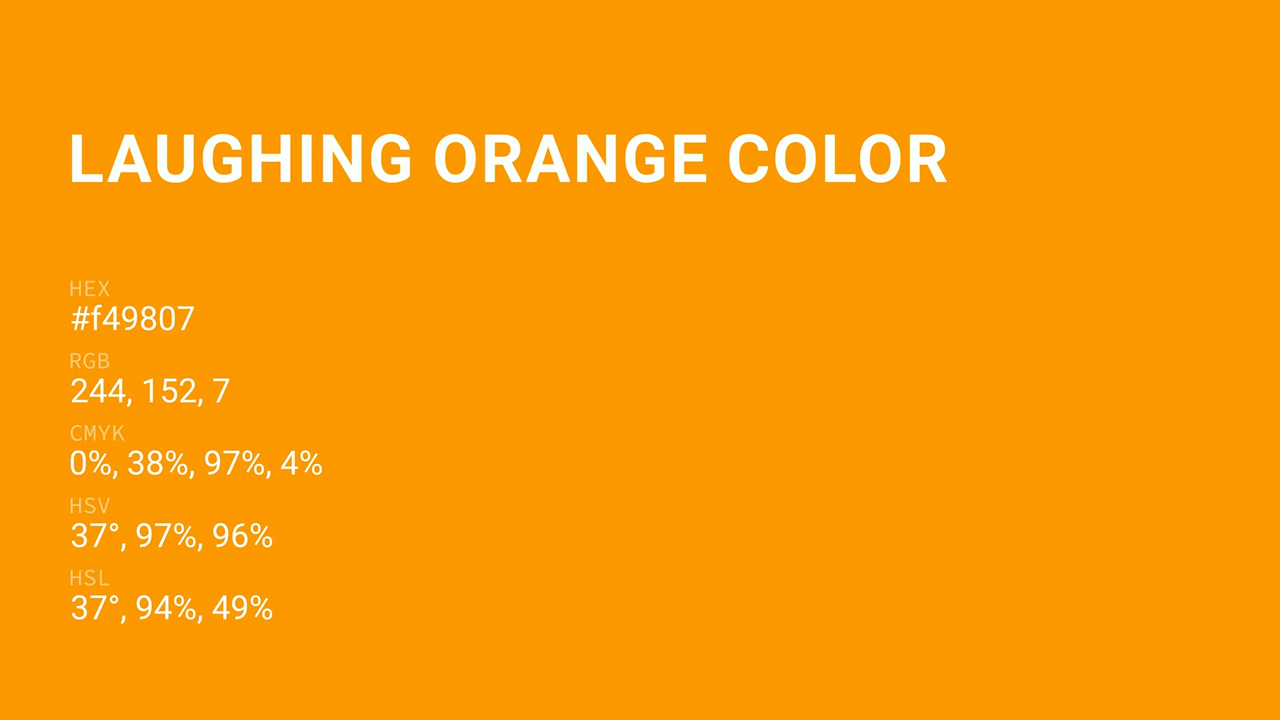 LAUGHING ORANGE COLOR
HEX
#f49807
RGB
244, 152, 7
CMYK
0%, 38%, 97%, 4%
HSV
37°, 97%, 96%
HSL
37°, 94%, 49%